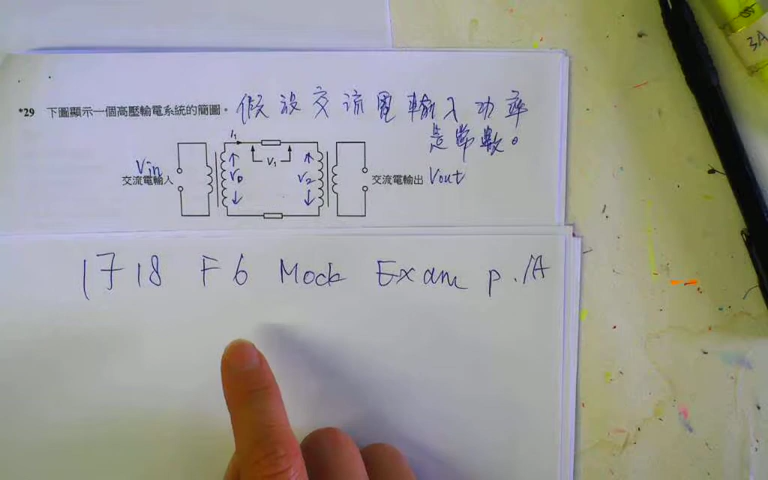 *29 下圖顯示一個高壓輸電系統的簡圖。假設交流電輸入功率
是常數。
I₁
V₁
Vin
V₀
V₂
交流電輸入
交流電輸出 Vout
1718 F6 Mock Exam p.1A
3A